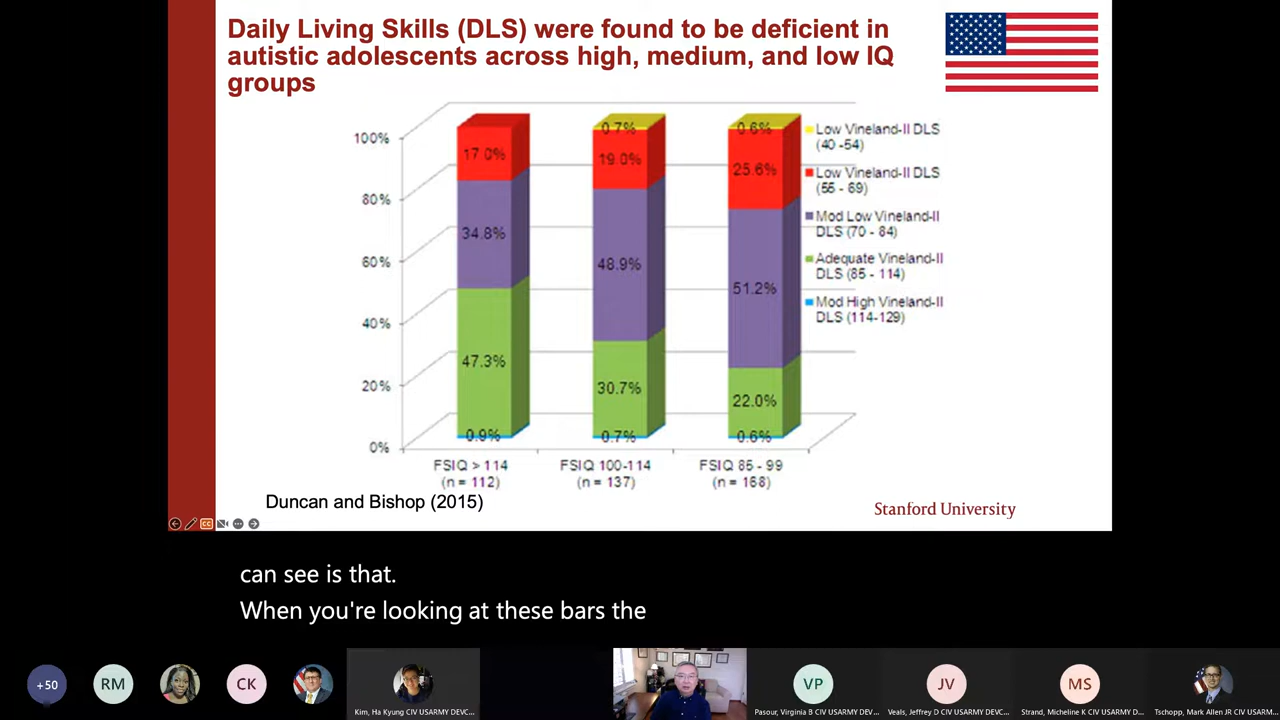 Daily Living Skills (DLS) were found to be deficient in
autistic adolescents across high, medium, and low IQ
groups
100%
80%
60%
40%
20%
0%
17.0%
34.8%
47.3%
0.9%
0.7%
19.0%
48.9%
30.7%
0.7%
0.6%
25.6%
51.2%
22.0%
0.6%
Low Vineland-II DLS
(40 -54)
Low Vineland-II DLS
(55 - 69)
Mod Low Vineland-II
DLS (70 - 84)
Adequate Vineland-II
DLS (85 - 114)
Mod High Vineland-II
DLS (114-129)
FSIQ > 114
(n = 112)
FSIQ 100-114
(n = 137)
FSIQ 85 - 99
(n = 168)
Duncan and Bishop (2015)
Stanford University
CC
can see is that.
When you're looking at these bars the
+50
RM
CK
VP
JV
MS
Kim, Ha Kyung CIV USARMY DEVC...
Pasour, Virginia B CIV USARMY DEV...
Veals, Jeffrey D CIV USARMY DEVC...
Strand, Micheline K CIV USARMY D...
Tschopp, Mark Allen JR CIV USARM...